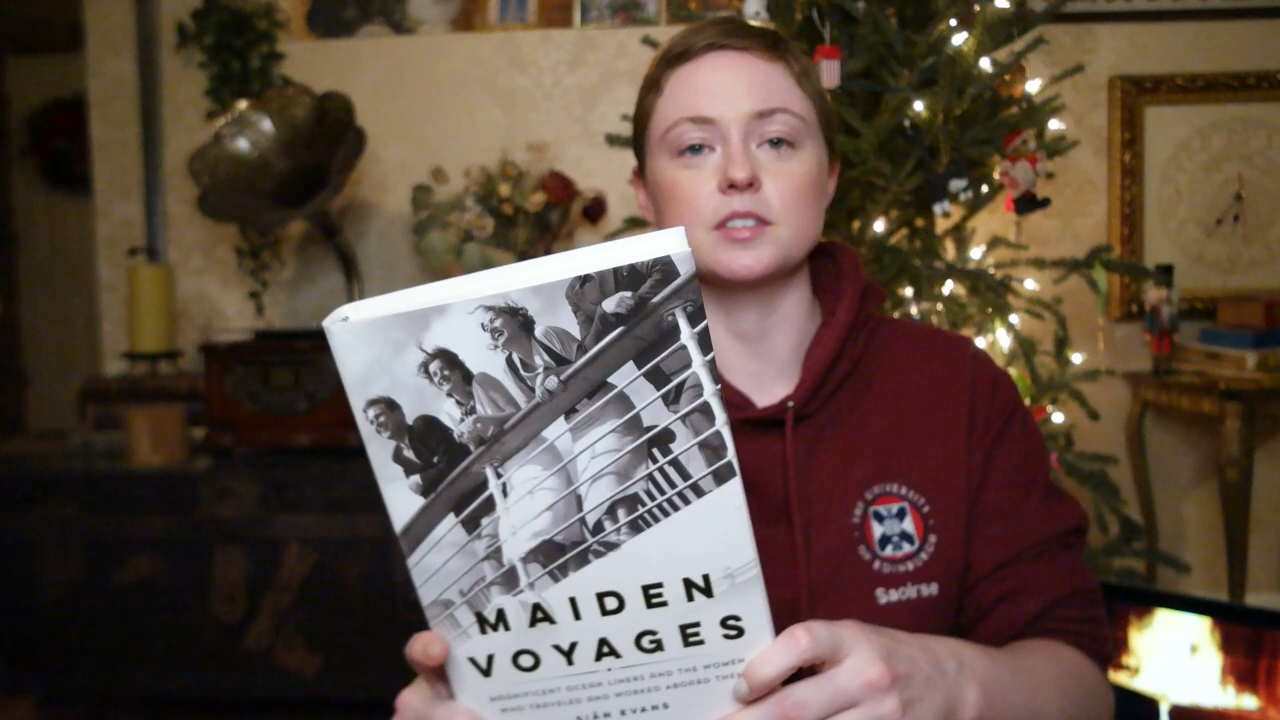 MAIDEN
VOYAGES
MAGNIFICENT OCEAN LINERS AND THE WOMEN
WHO TRAVELED AND WORKED ABOARD THEM
SIÂN EVANS
THE UNIVERSITY
OF EDINBURGH
Saoirse